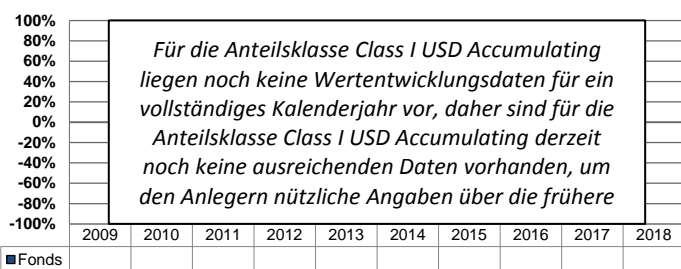 100%
80%
60%
40%
20%
0%
-20%
-40%
-60%
-80%
-100%
Für die Anteilsklasse Class I USD Accumulating
liegen noch keine Wertentwicklungsdaten für ein
vollständiges Kalenderjahr vor, daher sind für die
Anteilsklasse Class I USD Accumulating derzeit
noch keine ausreichenden Daten vorhanden, um
den Anlegern nützliche Angaben über die frühere
2009 2010 2011 2012 2013 2014 2015 2016 2017 2018
Fonds